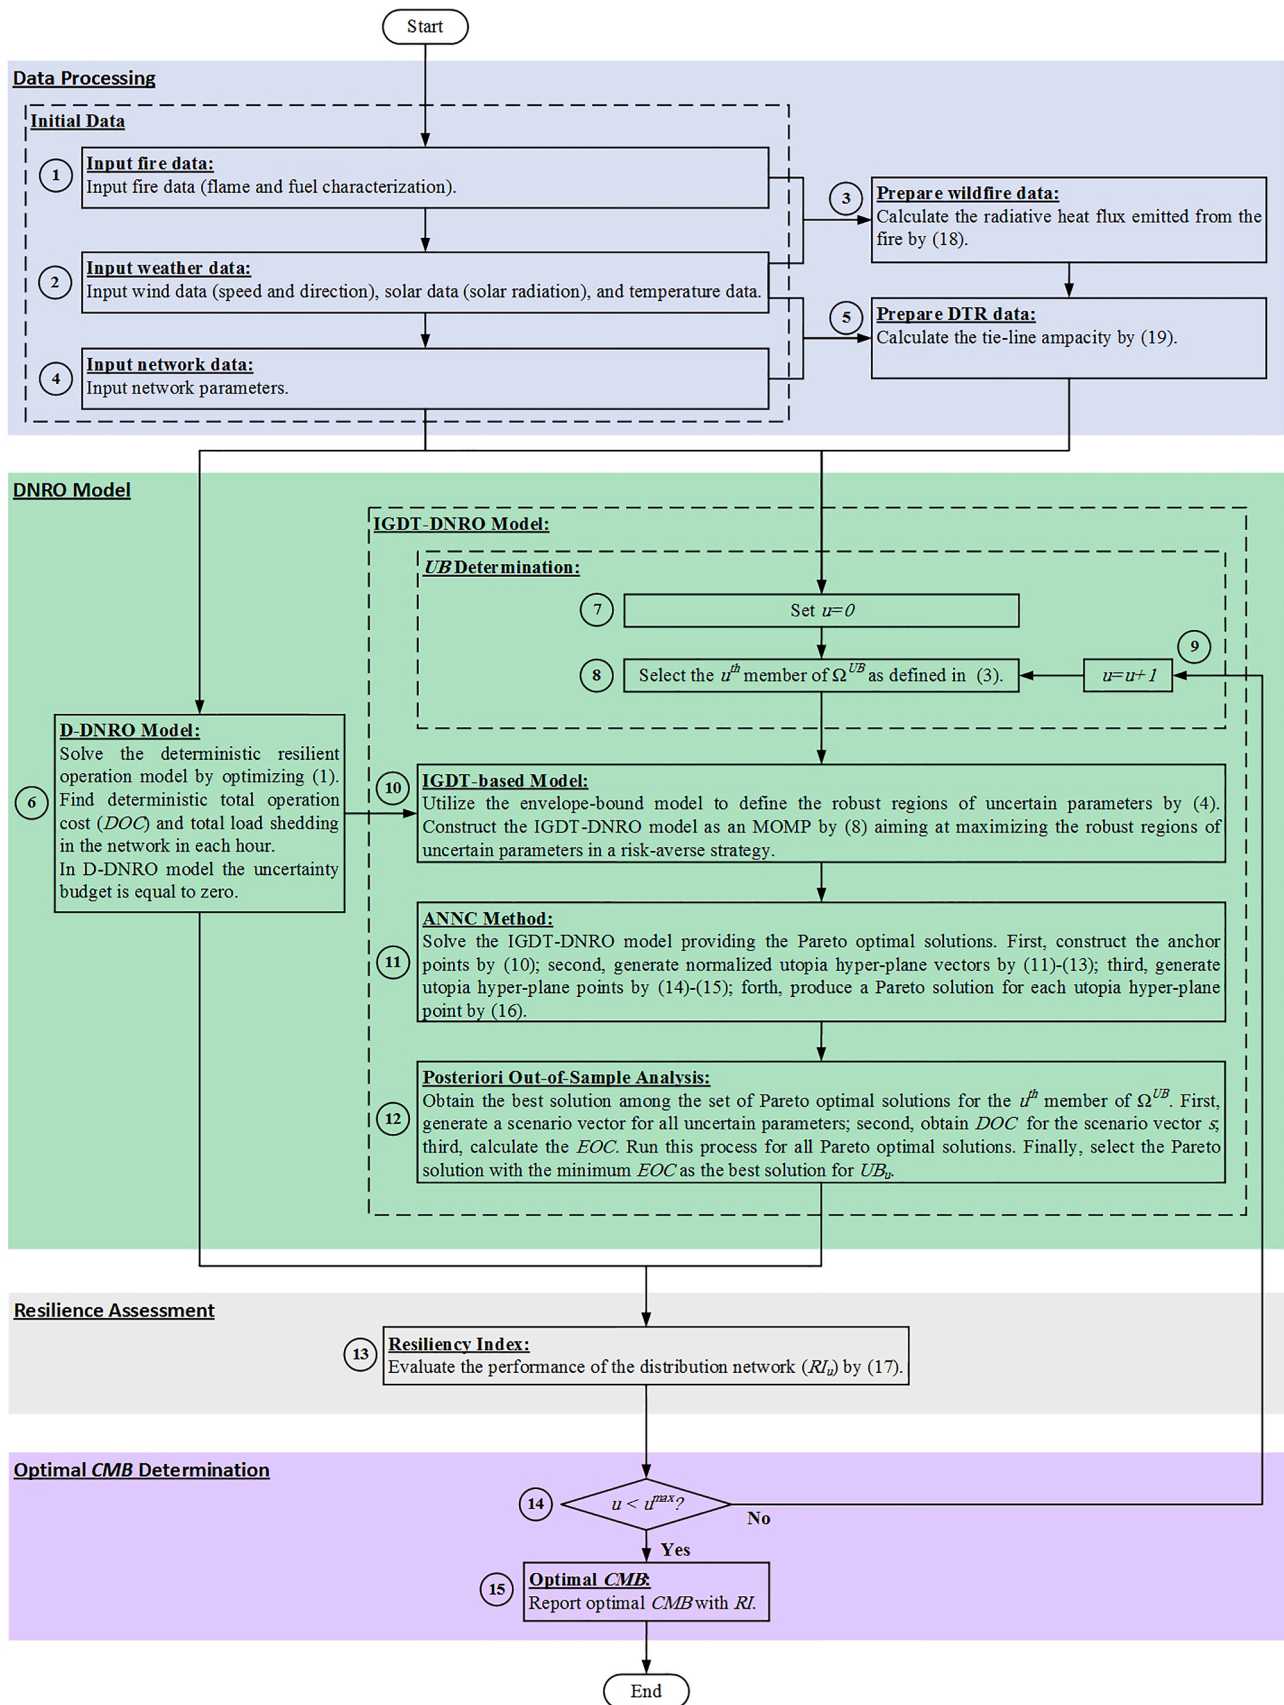 Start
Data Processing
Initial Data
1
Input fire data:
Input fire data (flame and fuel characterization).
2
Input weather data:
Input wind data (speed and direction), solar data (solar radiation), and temperature data.
4
Input network data:
Input network parameters.
3
Prepare wildfire data:
Calculate the radiative heat flux emitted from the
fire by (18).
5
Prepare DTR data:
Calculate the tie-line ampacity by (19).
DNRO Model
IGDT-DNRO Model:
UB Determination:
7
Set u=0
8
Select the u^th member of Ω^UB as defined in (3).
9
u=u+1
6
D-DNRO Model:
Solve the deterministic resilient
operation model by optimizing (1).
Find deterministic total operation
cost (DOC) and total load shedding
in the network in each hour.
In D-DNRO model the uncertainty
budget is equal to zero.
10
IGDT-based Model:
Utilize the envelope-bound model to define the robust regions of uncertain parameters by (4).
Construct the IGDT-DNRO model as an MOMP by (8) aiming at maximizing the robust regions of
uncertain parameters in a risk-averse strategy.
11
ANNC Method:
Solve the IGDT-DNRO model providing the Pareto optimal solutions. First, construct the anchor
points by (10); second, generate normalized utopia hyper-plane vectors by (11)-(13); third, generate
utopia hyper-plane points by (14)-(15); forth, produce a Pareto solution for each utopia hyper-plane
point by (16).
12
Posteriori Out-of-Sample Analysis:
Obtain the best solution among the set of Pareto optimal solutions for the u^th member of Ω^UB. First,
generate a scenario vector for all uncertain parameters; second, obtain DOC for the scenario vector s;
third, calculate the EOC. Run this process for all Pareto optimal solutions. Finally, select the Pareto
solution with the minimum EOC as the best solution for UB_u.
Resilience Assessment
13
Resiliency Index:
Evaluate the performance of the distribution network (RI_u) by (17).
Optimal CMB Determination
14
u < u^max?
No
Yes
15
Optimal CMB:
Report optimal CMB with RI.
End